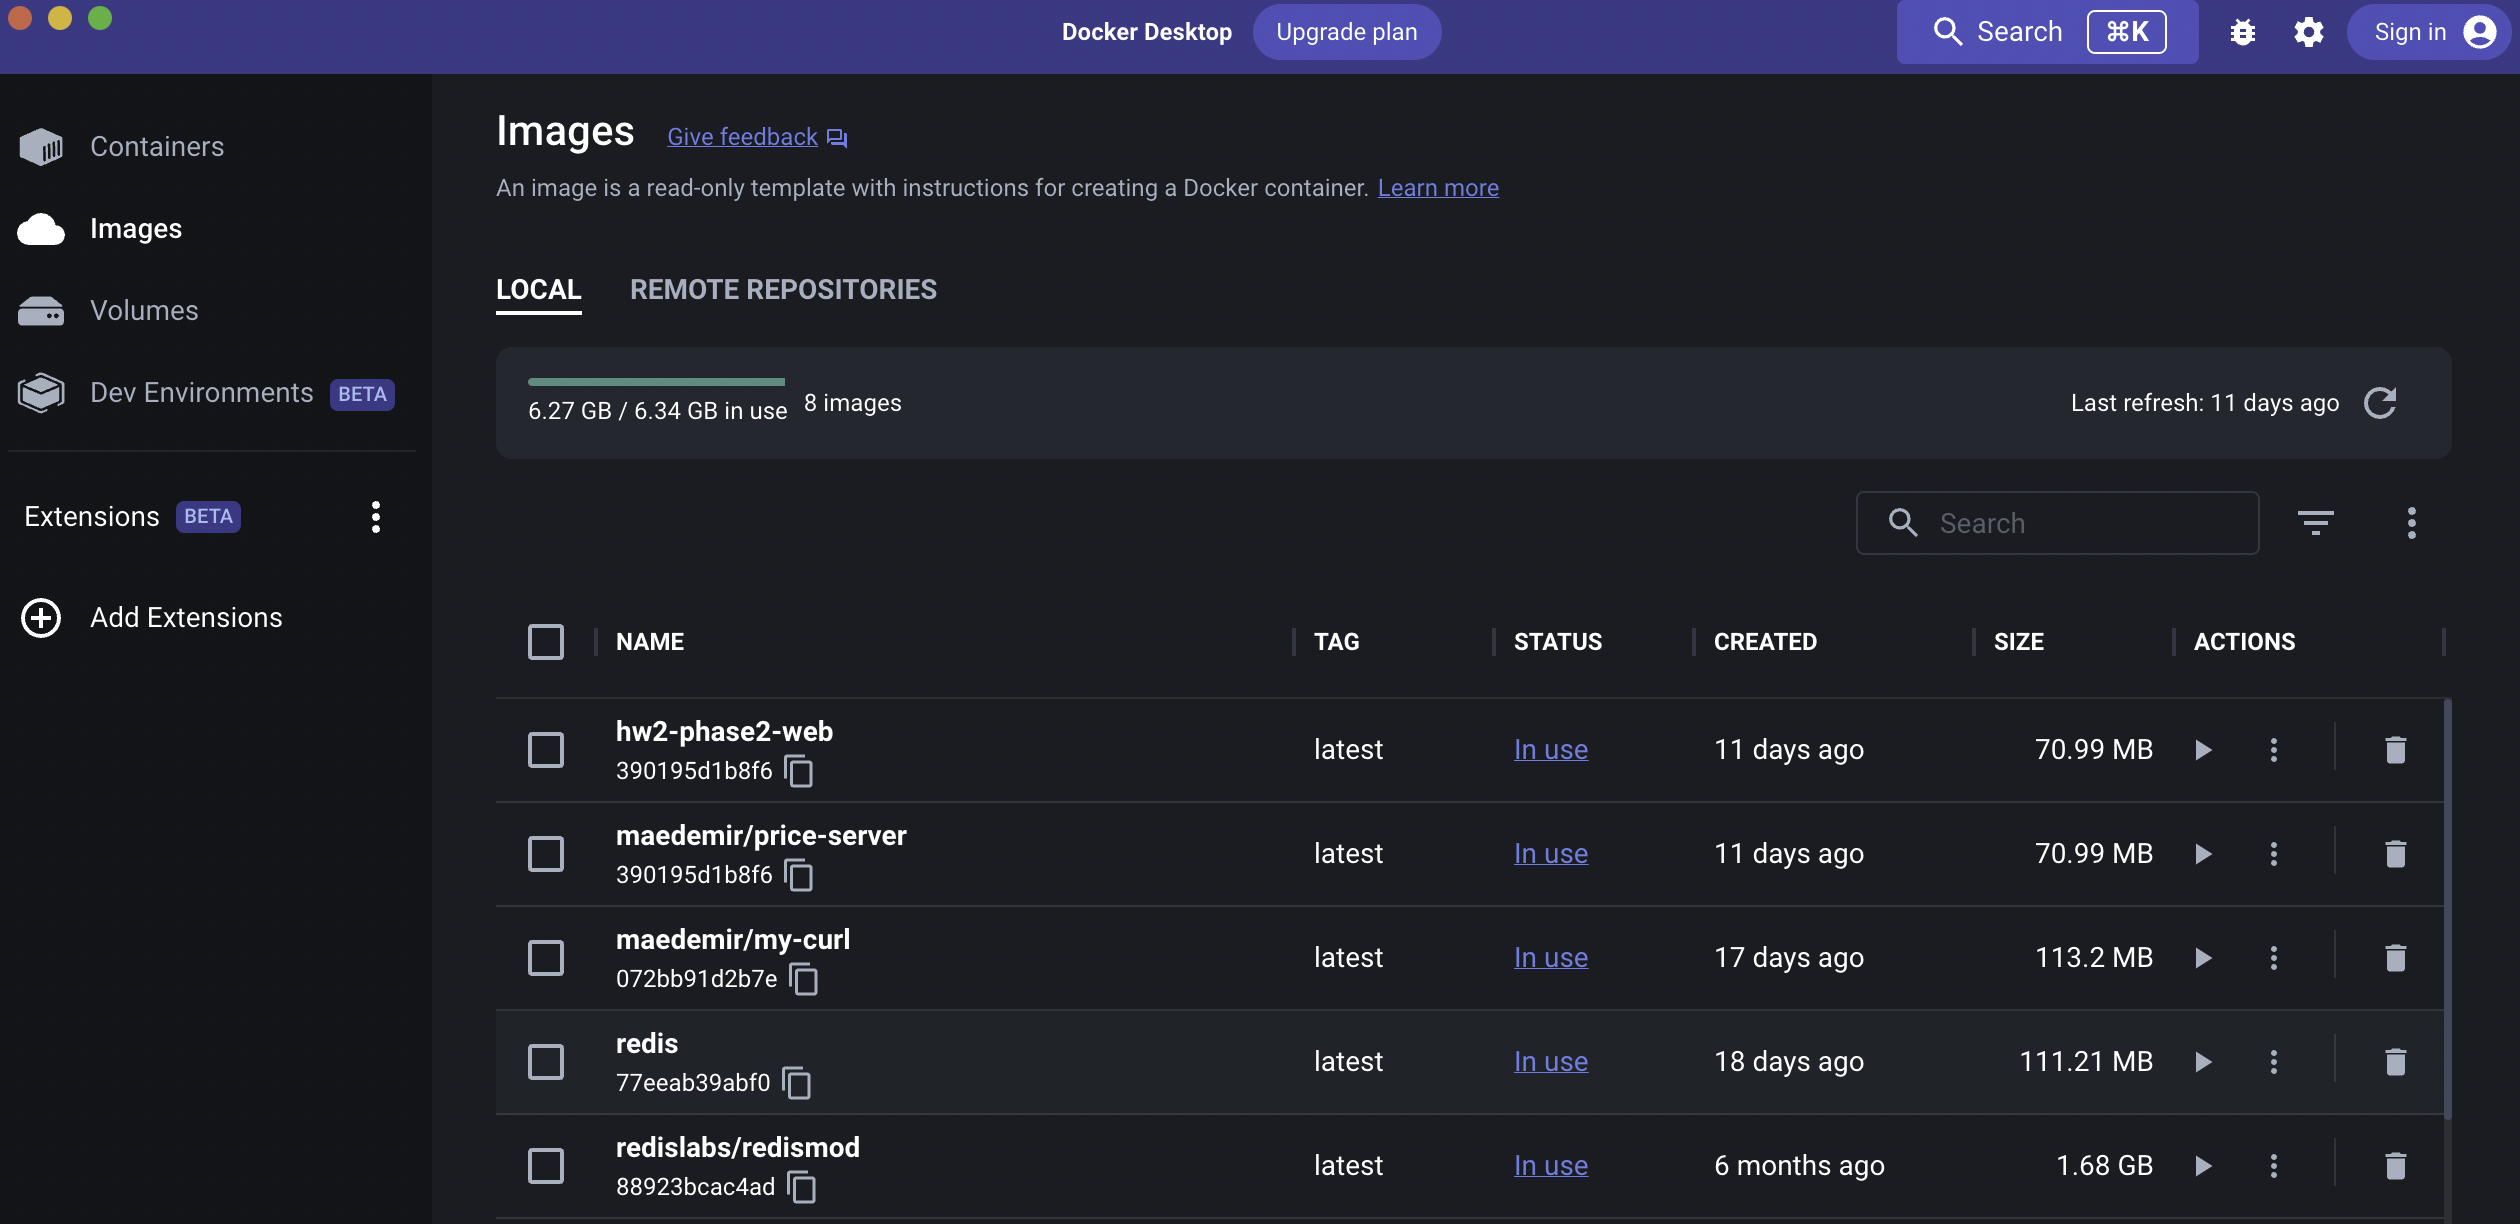 Docker Desktop Upgrade plan Search ⌘K Sign in
Containers
Images
Volumes
Dev Environments BETA
Extensions BETA
Add Extensions
Images Give feedback
An image is a read-only template with instructions for creating a Docker container. Learn more
LOCAL REMOTE REPOSITORIES
6.27 GB / 6.34 GB in use 8 images Last refresh: 11 days ago
Search
NAME TAG STATUS CREATED SIZE ACTIONS
hw2-phase2-web
390195d1b8f6 latest In use 11 days ago 70.99 MB
maedemir/price-server
390195d1b8f6 latest In use 11 days ago 70.99 MB
maedemir/my-curl
072bb91d2b7e latest In use 17 days ago 113.2 MB
redis
77eeab39abf0 latest In use 18 days ago 111.21 MB
redislabs/redismod
88923bcac4ad latest In use 6 months ago 1.68 GB